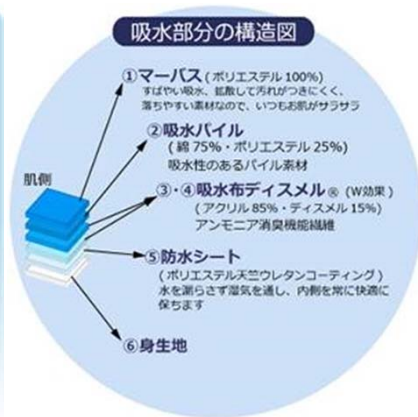 吸水部分の構造図
①マーバス(ポリエステル100%)
すばやい吸水、拡散して汚れがつきにくく、
落ちやすい素材なので、いつもお肌がサラサラ
②吸水パイル
(綿75%・ポリエステル25%)
吸水性のあるパイル素材
肌側
③・④吸水布ディスメル® (W効果)
(アクリル85%・ディスメル15%)
アンモニア消臭機能繊維
⑤防水シート
(ポリエステル天竺ウレタンコーティング)
水を漏らさず湿気を通し、内側を常に快適に
保ちます
⑥身生地